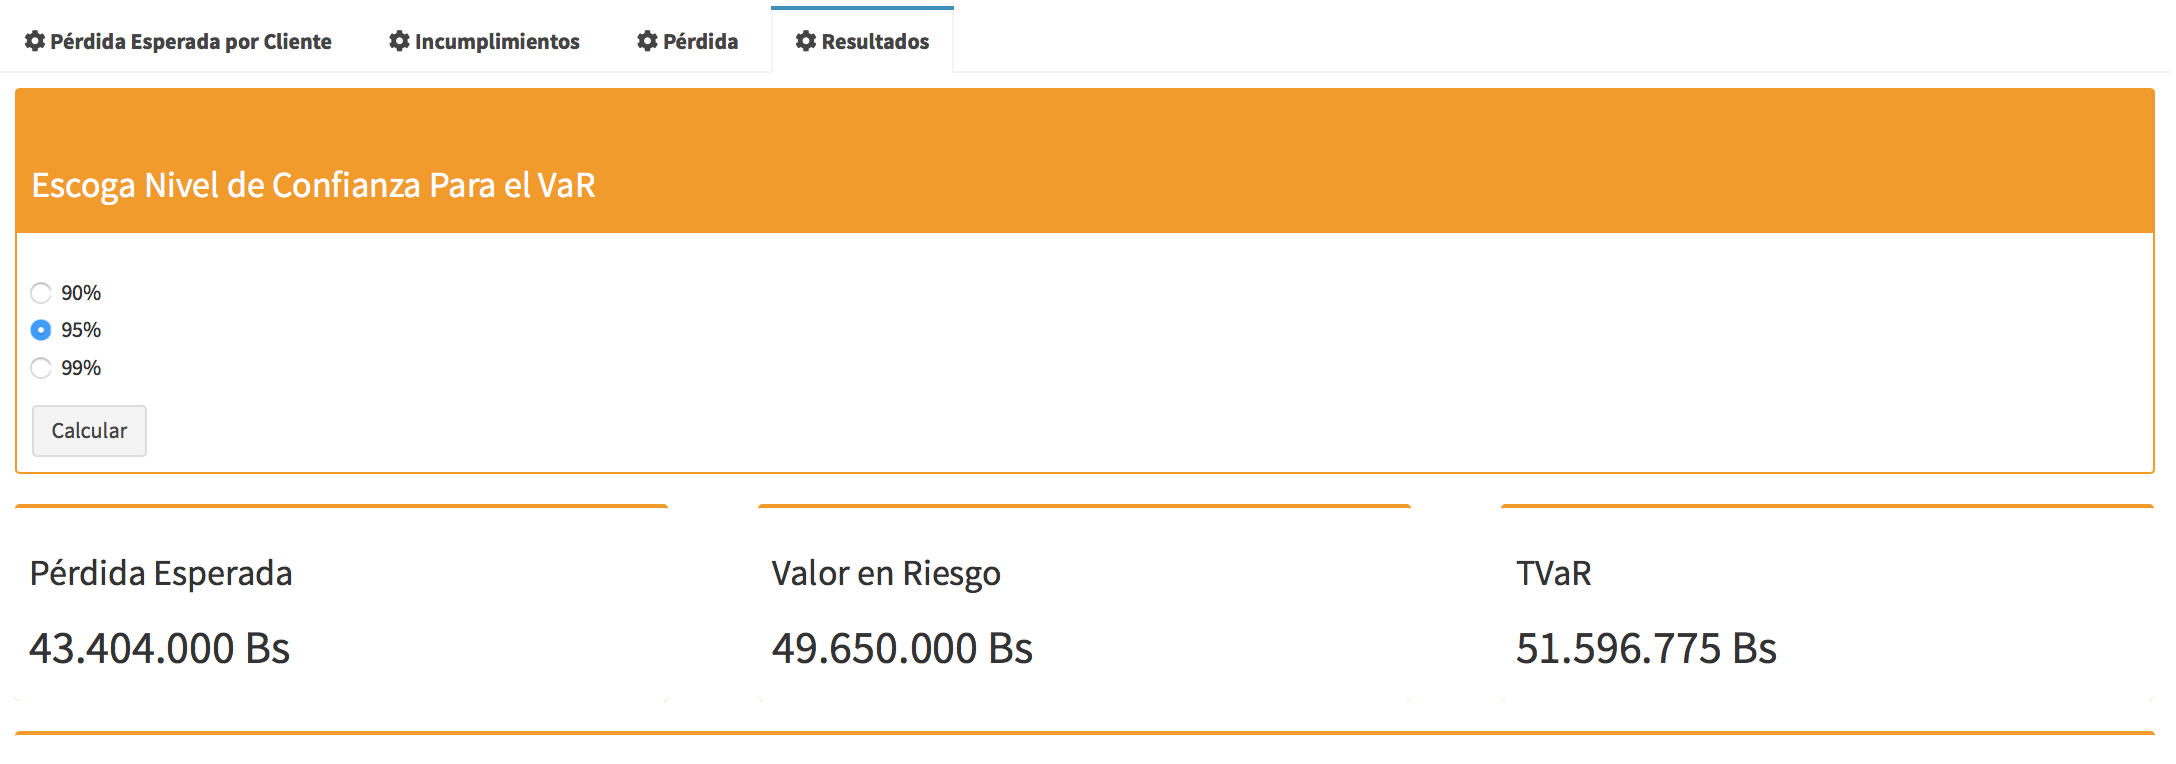 Pérdida Esperada por Cliente Incumplimientos Pérdida Resultados
Escoga Nivel de Confianza Para el VaR
90%
95%
99%
Calcular
Pérdida Esperada
43.404.000 Bs
Valor en Riesgo
49.650.000 Bs
TVaR
51.596.775 Bs